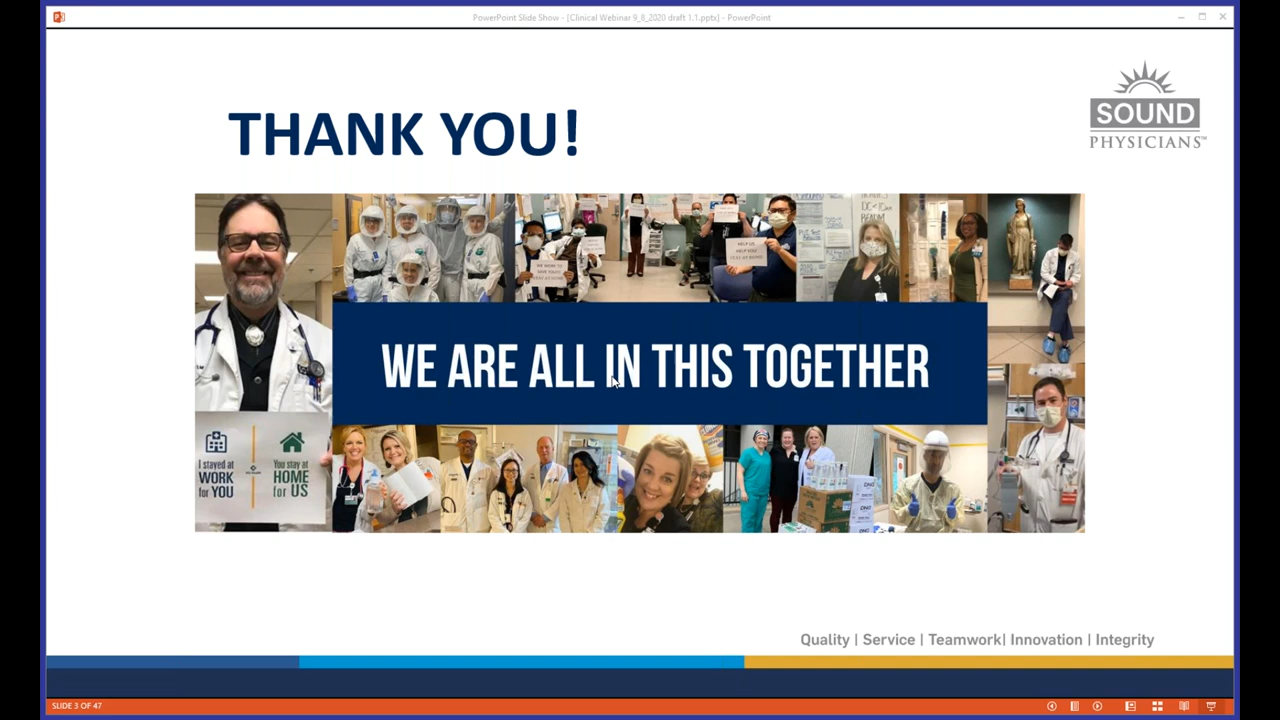 PowerPoint Slide Show - [Clinical Webinar 9_8_2020 draft 1.1.pptx] - PowerPoint
THANK YOU!
SOUND
PHYSICIANS™
WE ARE ALL IN THIS TOGETHER
I stayed at
WORK
for YOU
You stay at
HOME
for US
Quality | Service | Teamwork| Innovation | Integrity
SLIDE 3 OF 47